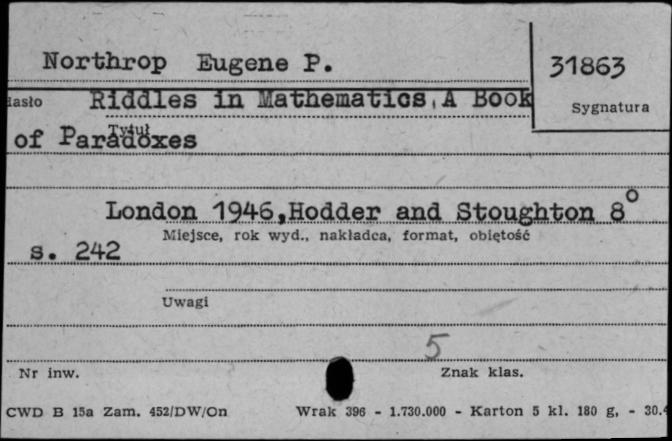 Northrop Eugene P.
31863
Hasło Riddles in Mathematics, A Book
Sygnatura
Tytuł
of Paradoxes
London 1946, Hodder and Stoughton 8°
Miejsce, rok wyd., nakładca, format, objętość
s. 242
Uwagi
5
Nr inw.
Znak klas.
CWD B 15a Zam. 452/DW/On Wrak 396 - 1.730.000 - Karton 5 kl. 180 g, - 30.4